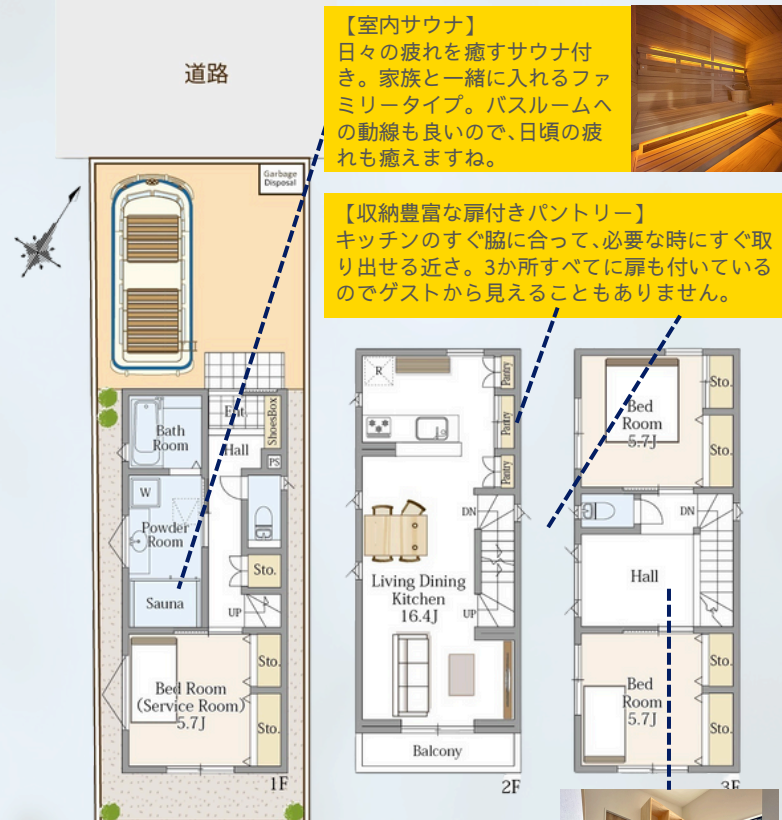 道路
【室内サウナ】
日々の疲れを癒すサウナ付
き。家族と一緒に入れるファ
ミリータイプ。バスルームへ
の動線も良いので、日頃の疲
れも癒えますね。
【収納豊富な扉付きパントリー】
キッチンのすぐ脇に合って、必要な時にすぐ取
り出せる近さ。3か所すべてに扉も付いている
のでゲストから見えることもありません。
Garbage
Disposal
Ent.
ShoesBox
Bath
Room
Hall
PS
W
Powder
Room
Sto.
Sauna
UP
Bed Room
(Service Room)
5.7J
Sto.
Sto.
1F
R
Pantry
Pantry
Pantry
DN
Living Dining
Kitchen
16.4J
UP
Balcony
2F
Bed
Room
5.7J
Sto.
Sto.
DN
Hall
Bed
Room
5.7J
Sto.
Sto.
3F